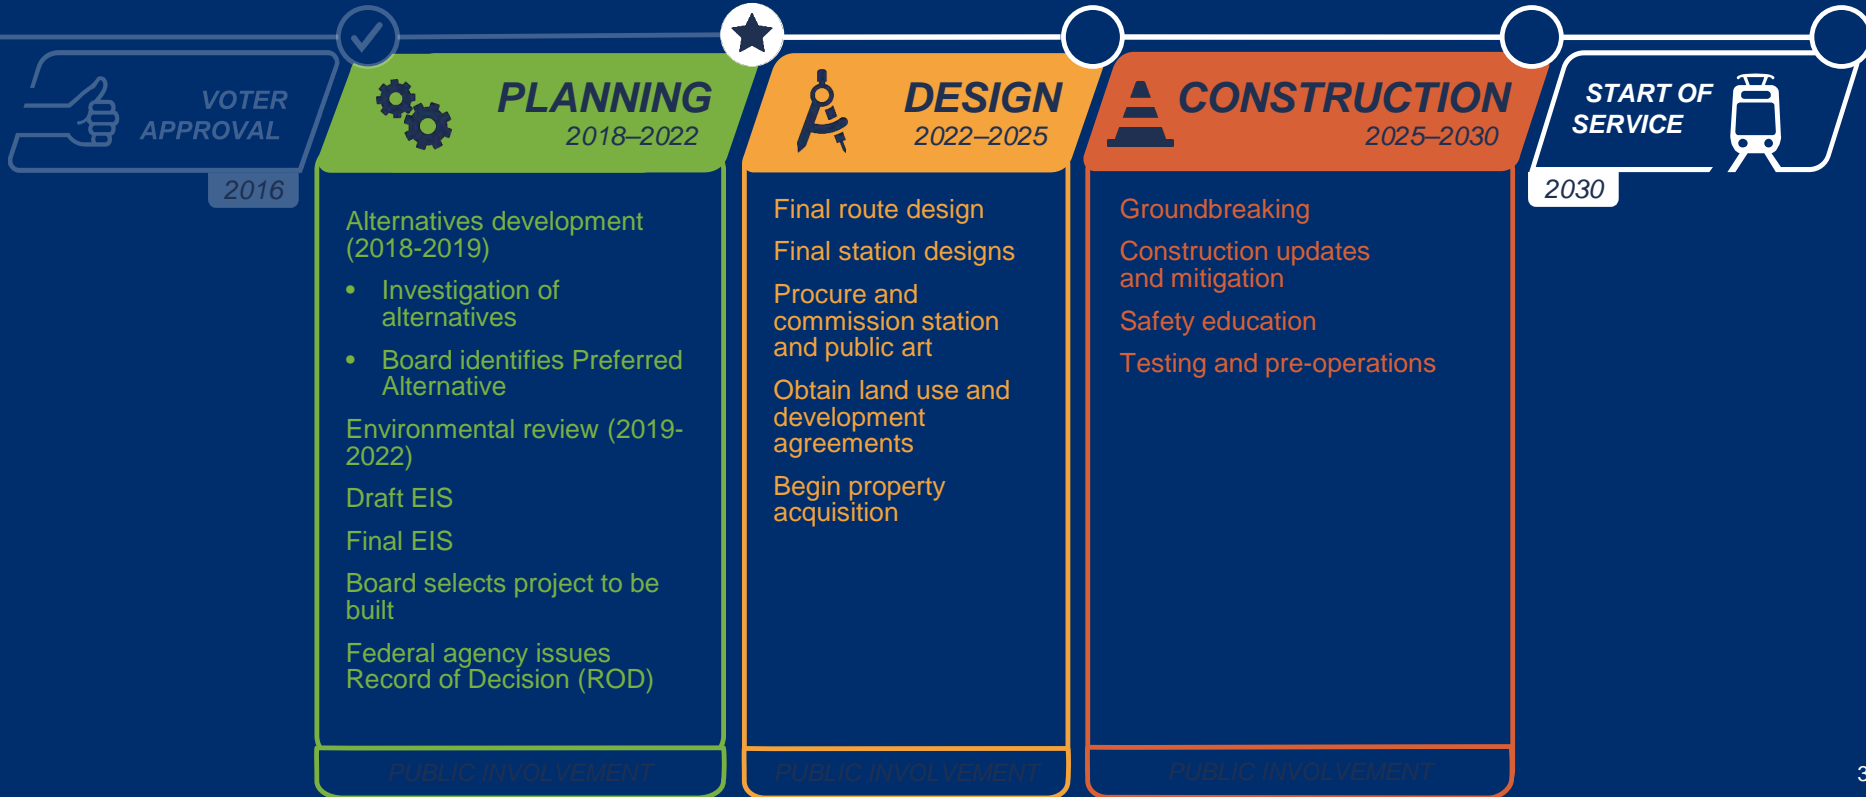 VOTER
APPROVAL
2016
PLANNING
2018–2022
Alternatives development
(2018-2019)
• Investigation of
alternatives
• Board identifies Preferred
Alternative
Environmental review (2019-
2022)
Draft EIS
Final EIS
Board selects project to be
built
Federal agency issues
Record of Decision (ROD)
PUBLIC INVOLVEMENT
DESIGN
2022–2025
Final route design
Final station designs
Procure and
commission station
and public art
Obtain land use and
development
agreements
Begin property
acquisition
PUBLIC INVOLVEMENT
CONSTRUCTION
2025–2030
Groundbreaking
Construction updates
and mitigation
Safety education
Testing and pre-operations
PUBLIC INVOLVEMENT
START OF
SERVICE
2030
3